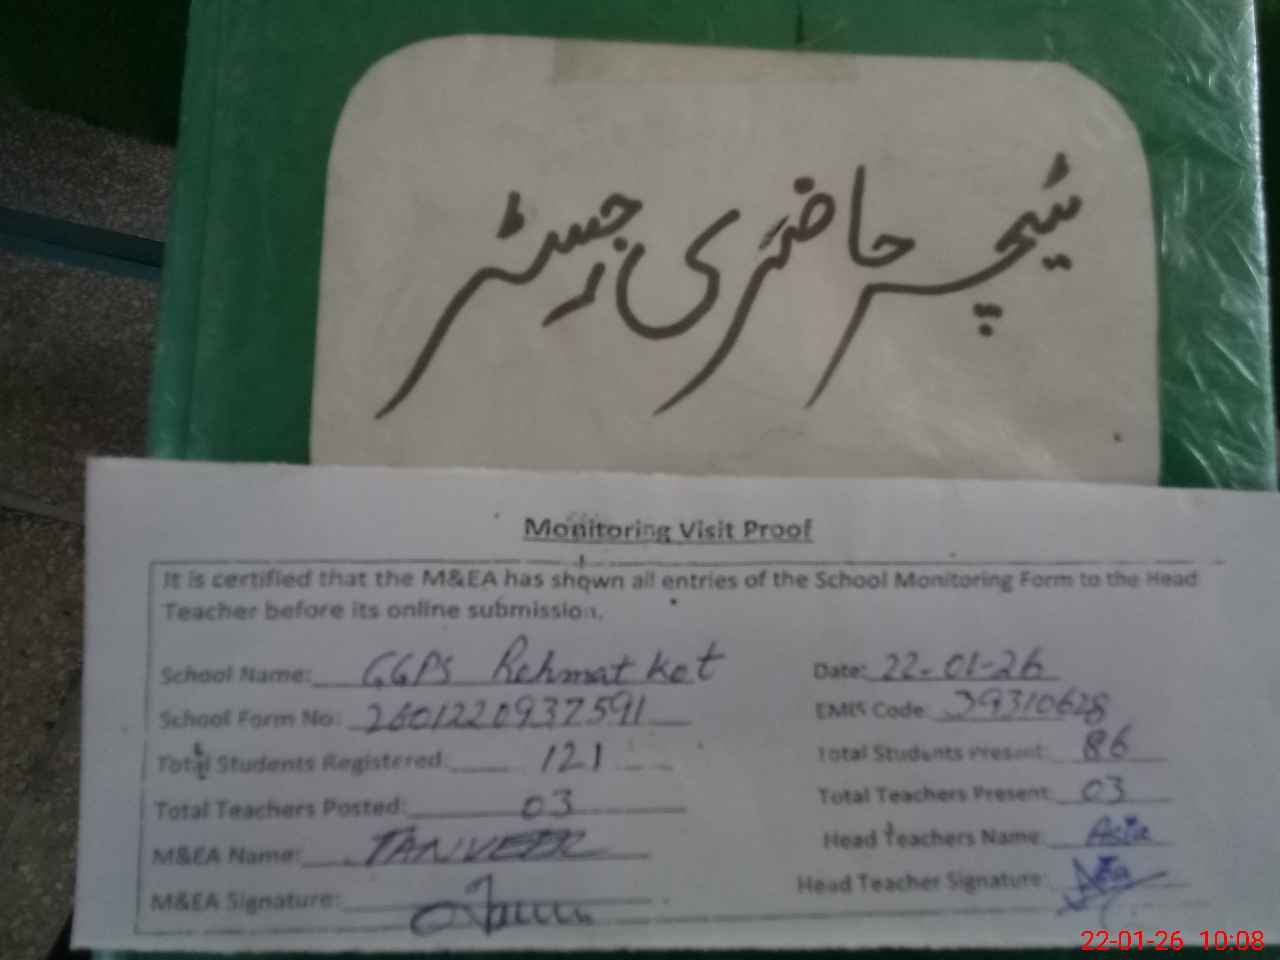 ٹیچر حاضری رجسٹر
Monitoring Visit Proof
It is certified that the M&EA has shown all entries of the School Monitoring Form to the Head
Teacher before its online submission.
School Name: GGPS Rehmat Kot Date: 22-01-26
School Form No: 2601220937591 EMIS Code: 39310628
Total Students Registered: 121 Total Students Present: 86
Total Teachers Posted: 03 Total Teachers Present: 03
M&EA Name: TANVEER Head Teachers Name: Asia
M&EA Signature: Head Teacher Signature: Asia
22-01-26 10:08